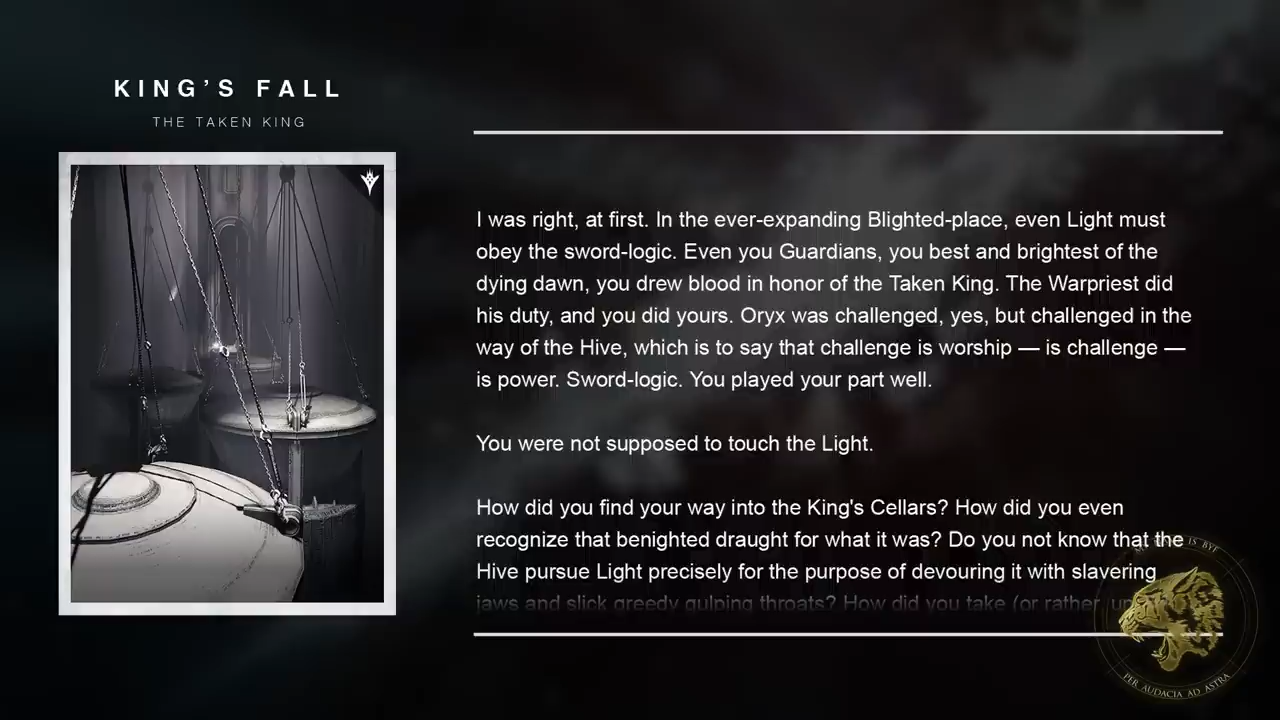 KING'S FALL
THE TAKEN KING
I was right, at first. In the ever-expanding Blighted-place, even Light must
obey the sword-logic. Even you Guardians, you best and brightest of the
dying dawn, you drew blood in honor of the Taken King. The Warpriest did
his duty, and you did yours. Oryx was challenged, yes, but challenged in the
way of the Hive, which is to say that challenge is worship — is challenge —
is power. Sword-logic. You played your part well.
You were not supposed to touch the Light.
How did you find your way into the King's Cellars? How did you even
recognize that benighted draught for what it was? Do you not know that the
Hive pursue Light precisely for the purpose of devouring it with slavering
jaws and slick greedy gulping throats? How did you take (or rather
PER AUDACIA AD ASTRA